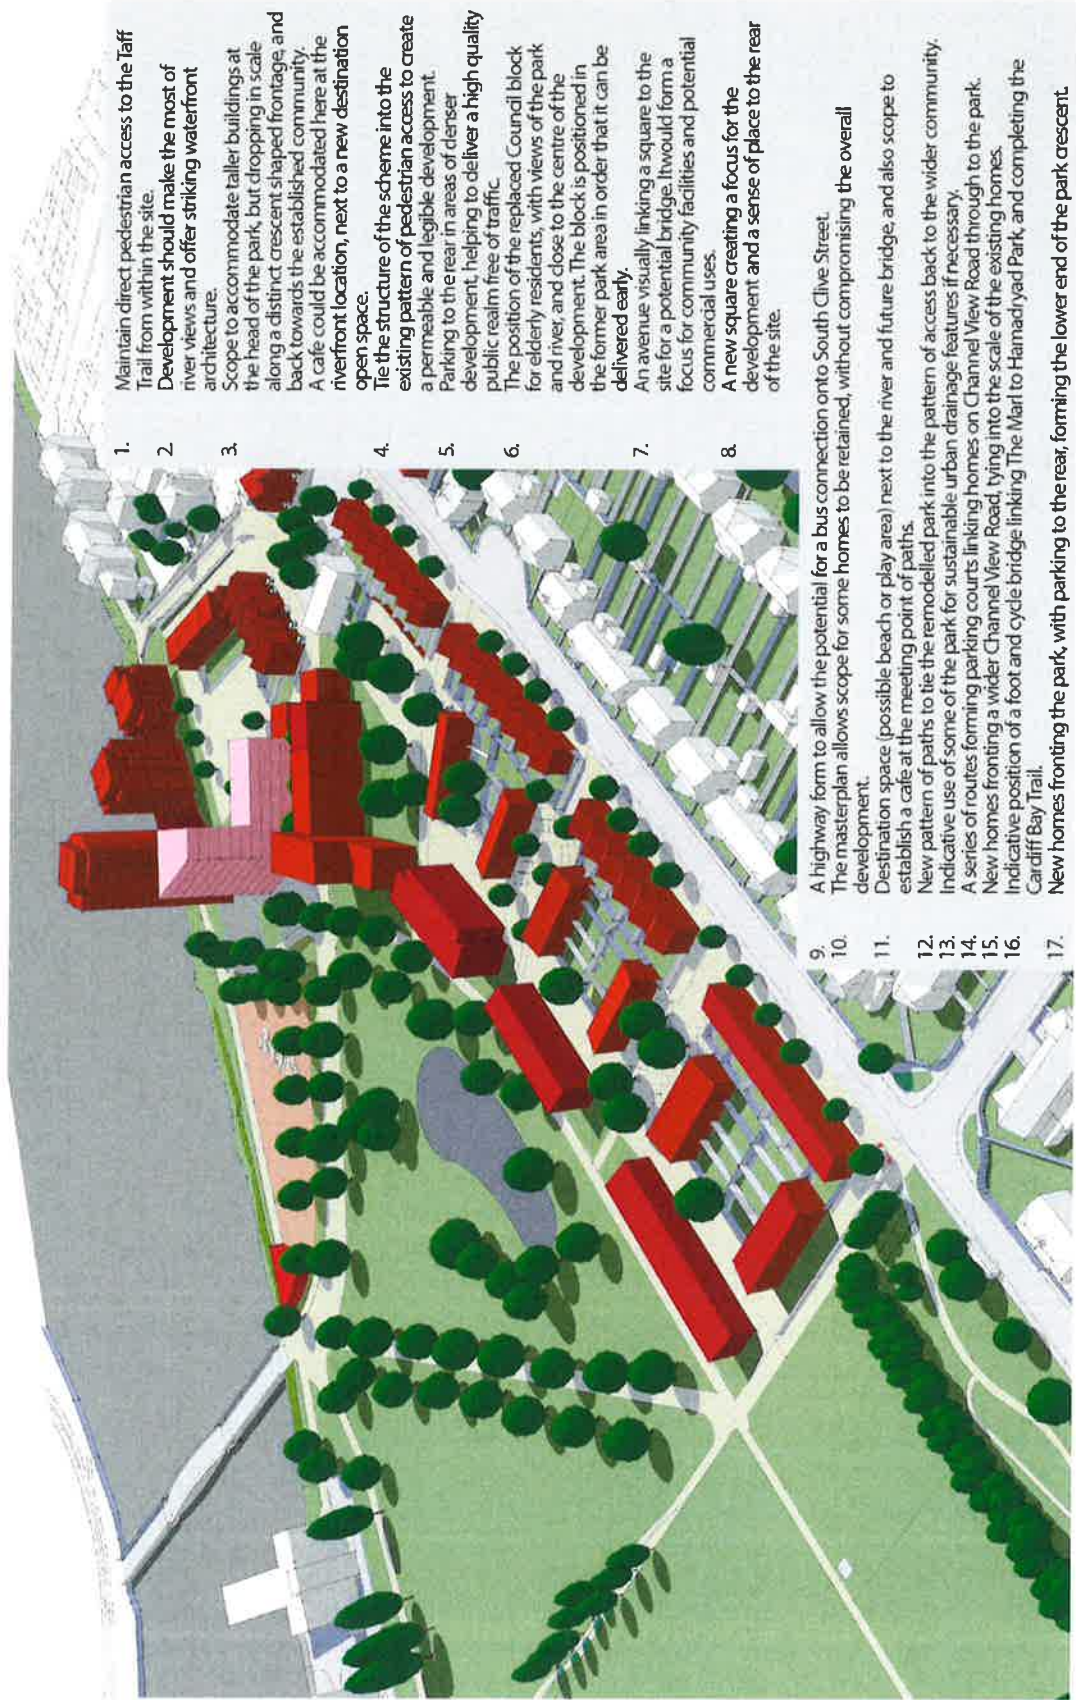 1. Maintain direct pedestrian access to the Taff
Trail from within the site.
2. Development should make the most of
river views and offer striking waterfront
architecture.
3. Scope to accommodate taller buildings at
the head of the park, but dropping in scale
along a distinct crescent shaped frontage, and
back towards the established community.
A cafe could be accommodated here at the
riverfront location, next to a new destination
open space.
4. Tie the structure of the scheme into the
existing pattern of pedestrian access to create
a permeable and legible development.
5. Parking to the rear in areas of denser
development, helping to deliver a high quality
public realm free of traffic.
6. The position of the replaced Council block
for elderly residents, with views of the park
and river, and close to the centre of the
development. The block is positioned in
the former park area in order that it can be
delivered early.
7. An avenue visually linking a square to the
site for a potential bridge. It would form a
focus for community facilities and potential
commercial uses.
8. A new square creating a focus for the
development and a sense of place to the rear
of the site.
9. A highway form to allow the potential for a bus connection onto South Clive Street.
10. The masterplan allows scope for some homes to be retained, without compromising the overall
development.
11. Destination space (possible beach or play area) next to the river and future bridge, and also scope to
establish a cafe at the meeting point of paths.
12. New pattern of paths to tie the remodelled park into the pattern of access back to the wider community.
13. Indicative use of some of the park for sustainable urban drainage features if necessary.
14. A series of routes forming parking courts linking homes on Channel View Road through to the park.
15. New homes fronting a wider Channel View Road, tying into the scale of the existing homes.
16. Indicative position of a foot and cycle bridge linking The Marl to Hamadryad Park, and completing the
Cardiff Bay Trail.
17. New homes fronting the park, with parking to the rear, forming the lower end of the park crescent.